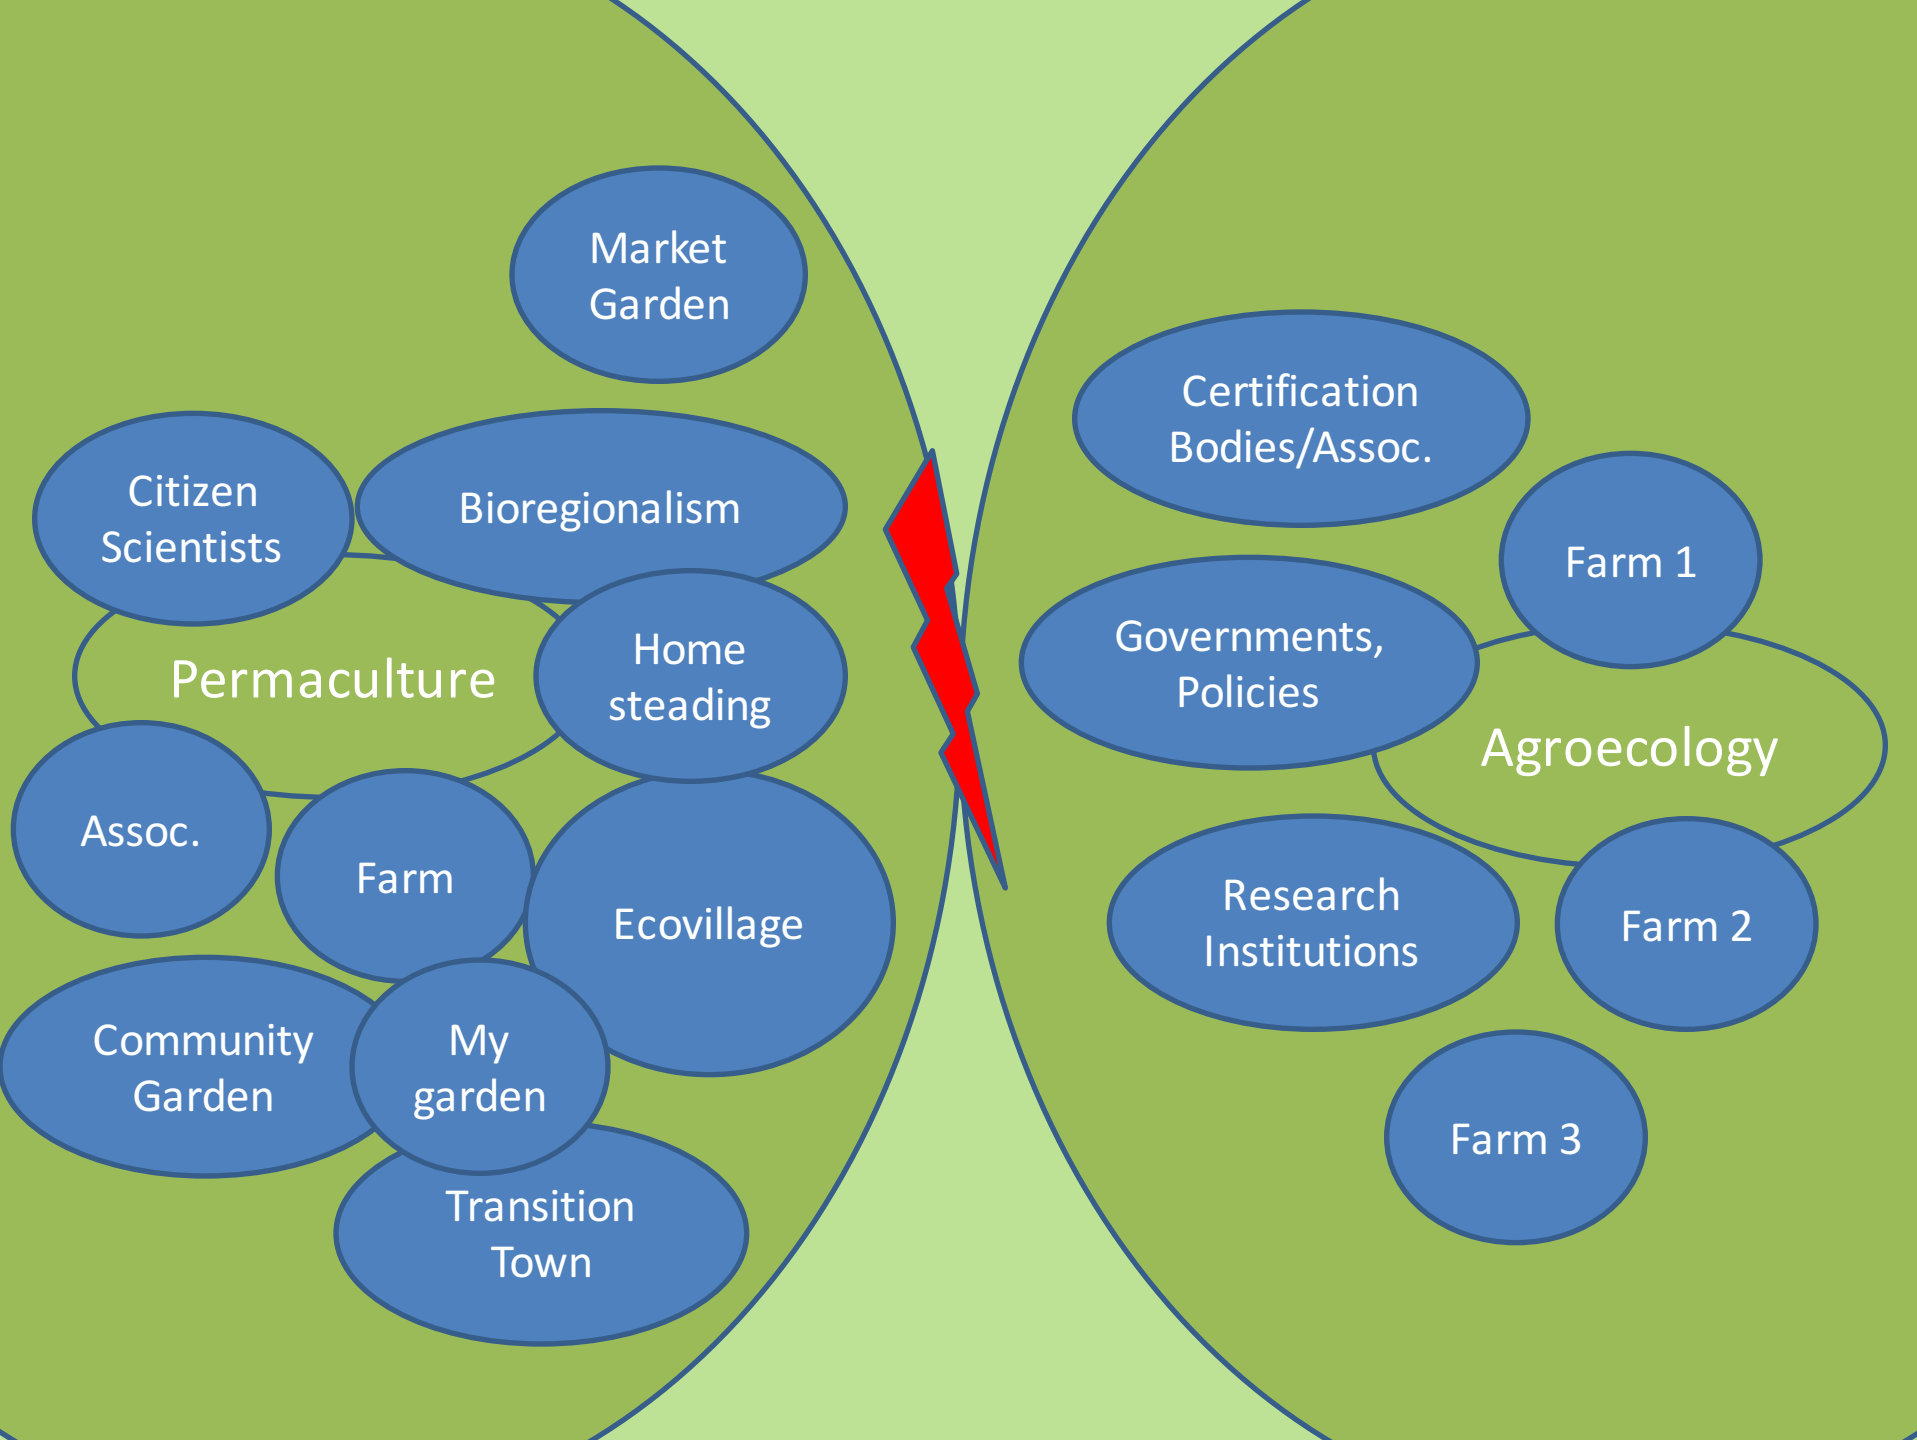 Market
Garden
Citizen
Scientists
Bioregionalism
Permaculture
Home
steading
Assoc.
Farm
Ecovillage
Community
Garden
My
garden
Transition
Town
Certification
Bodies/Assoc.
Farm 1
Governments,
Policies
Agroecology
Research
Institutions
Farm 2
Farm 3